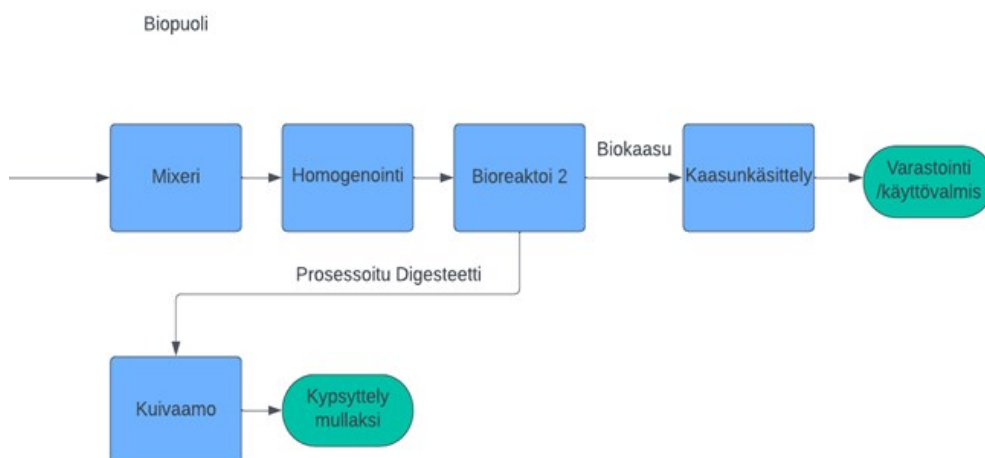 Biopuoli
Mixeri
Homogenointi
Bioreaktoi 2
Biokaasu
Kaasunkäsittely
Varastointi
/käyttövalmis
Prosessoitu Digesteetti
Kuivaamo
Kypsyttely
mullaksi